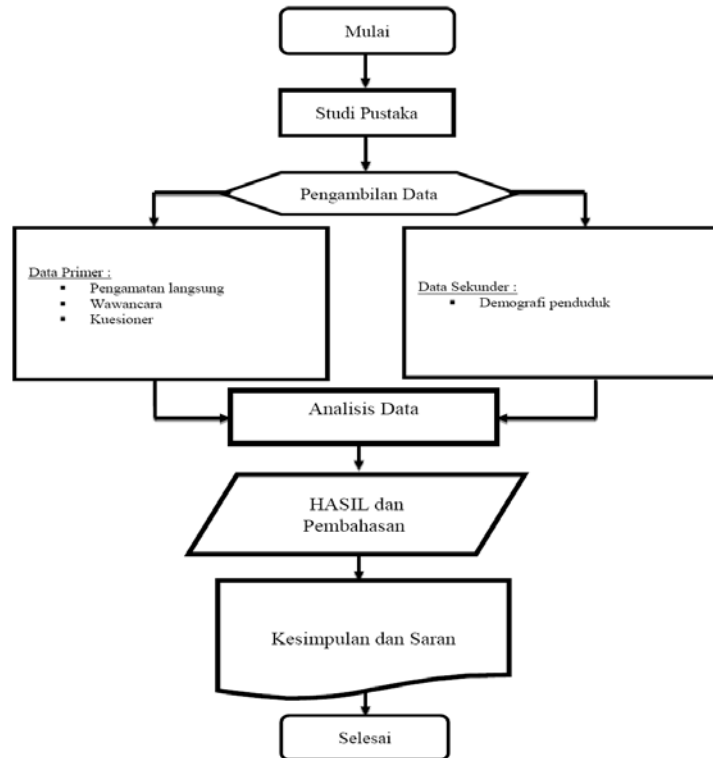 Mulai
Studi Pustaka
Pengambilan Data
Data Primer :
▪ Pengamatan langsung
▪ Wawancara
▪ Kuesioner
Data Sekunder :
▪ Demografi penduduk
Analisis Data
HASIL dan
Pembahasan
Kesimpulan dan Saran
Selesai